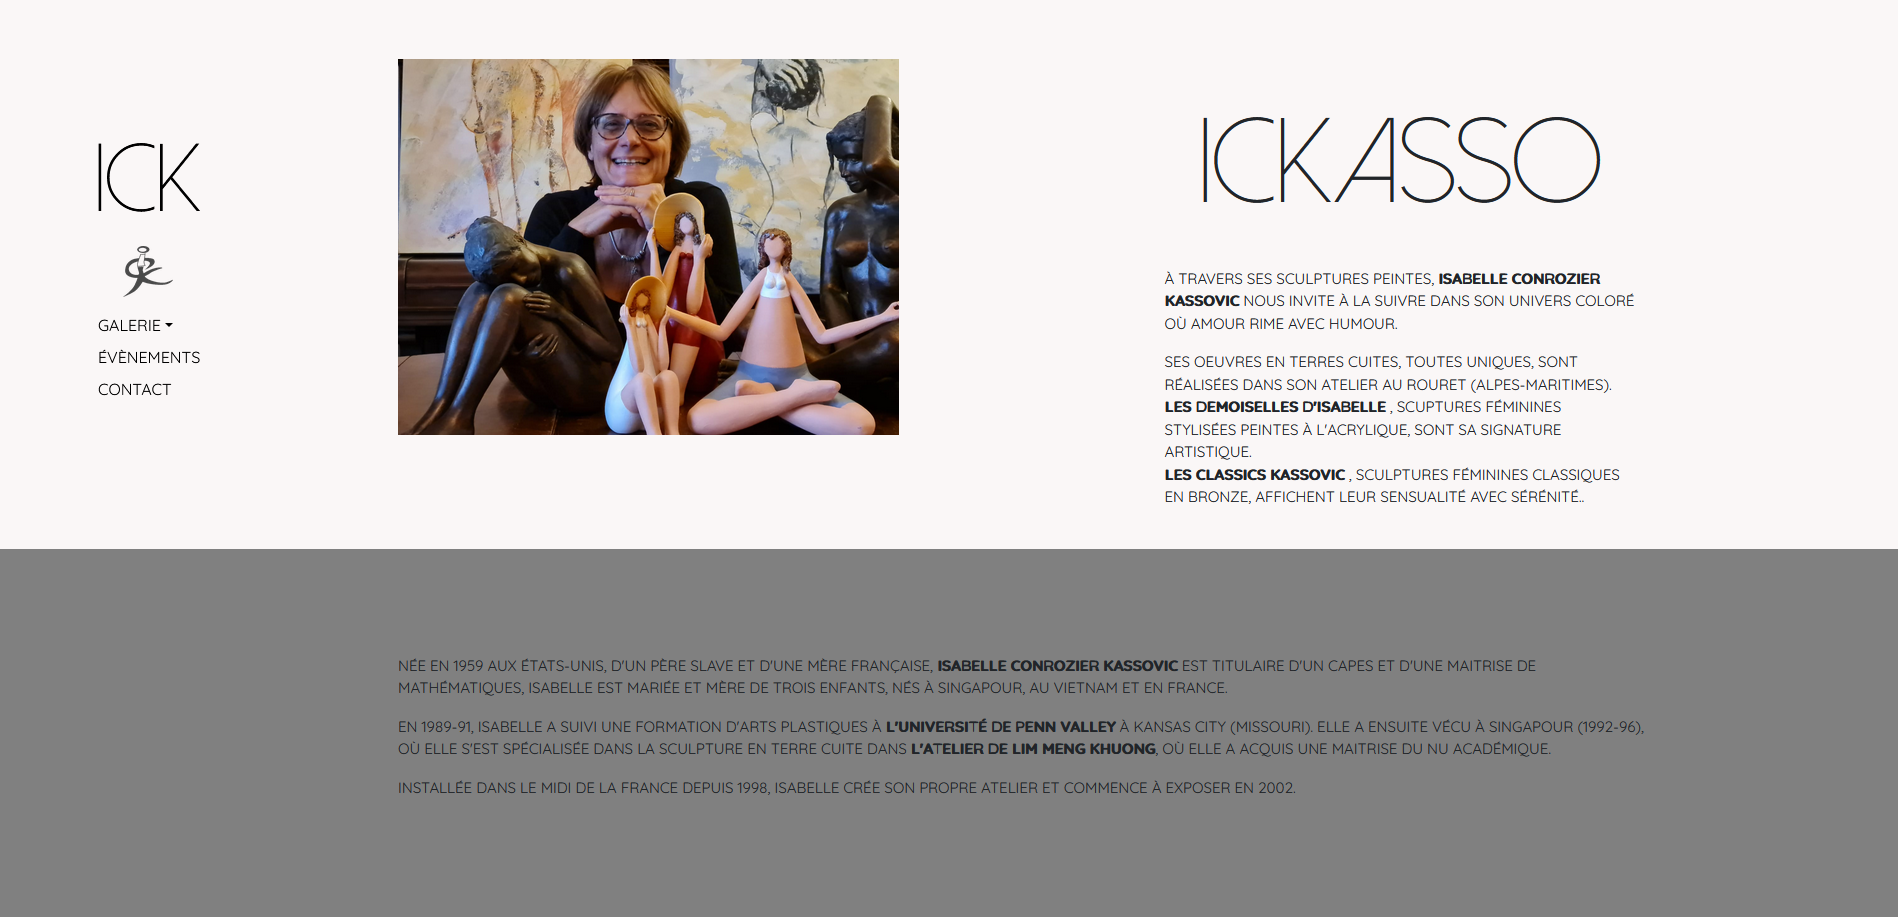 ICK
GALERIE
ÉVÈNEMENTS
CONTACT
ICKASSO
À TRAVERS SES SCULPTURES PEINTES, ISABELLE CONROZIER
KASSOVIC NOUS INVITE À LA SUIVRE DANS SON UNIVERS COLORÉ
OÙ AMOUR RIME AVEC HUMOUR.
SES OEUVRES EN TERRES CUITES, TOUTES UNIQUES, SONT
RÉALISÉES DANS SON ATELIER AU ROURET (ALPES-MARITIMES).
LES DEMOISELLES D'ISABELLE , SCUPTURES FÉMININES
STYLISÉES PEINTES À L'ACRYLIQUE, SONT SA SIGNATURE
ARTISTIQUE.
LES CLASSICS KASSOVIC , SCULPTURES FÉMININES CLASSIQUES
EN BRONZE, AFFICHENT LEUR SENSUALITÉ AVEC SÉRÉNITÉ..
NÉE EN 1959 AUX ÉTATS-UNIS, D'UN PÈRE SLAVE ET D'UNE MÈRE FRANÇAISE, ISABELLE CONROZIER KASSOVIC EST TITULAIRE D'UN CAPES ET D'UNE MAITRISE DE
MATHÉMATIQUES, ISABELLE EST MARIÉE ET MÈRE DE TROIS ENFANTS, NÉS À SINGAPOUR, AU VIETNAM ET EN FRANCE.
EN 1989-91, ISABELLE A SUIVI UNE FORMATION D'ARTS PLASTIQUES À L'UNIVERSITÉ DE PENN VALLEY À KANSAS CITY (MISSOURI). ELLE A ENSUITE VÉCU À SINGAPOUR (1992-96),
OÙ ELLE S'EST SPÉCIALISÉE DANS LA SCULPTURE EN TERRE CUITE DANS L'ATELIER DE LIM MENG KHUONG, OÙ ELLE A ACQUIS UNE MAITRISE DU NU ACADÉMIQUE.
INSTALLÉE DANS LE MIDI DE LA FRANCE DEPUIS 1998, ISABELLE CRÉE SON PROPRE ATELIER ET COMMENCE À EXPOSER EN 2002.